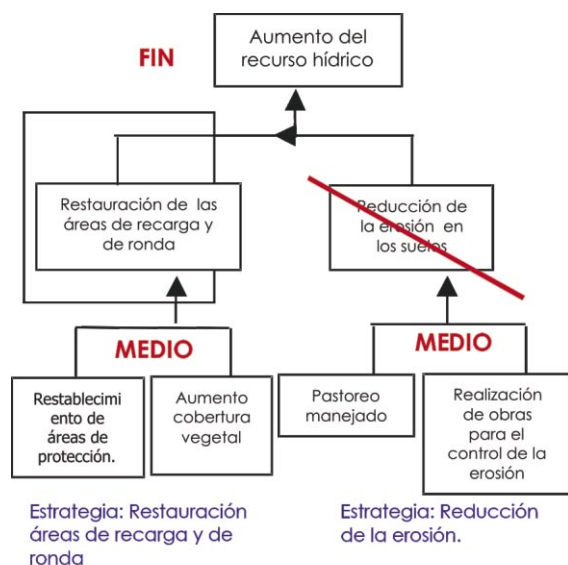 Aumento del
recurso hídrico
FIN
Restauración de las
áreas de recarga y
de ronda
Reducción de
la erosión en
los suelos
MEDIO
MEDIO
Restablecimi
ento de
áreas de
protección.
Aumento
cobertura
vegetal
Pastoreo
manejado
Realización
de obras
para el
control de la
erosión
Estrategia: Restauración
áreas de recarga y de
ronda
Estrategia: Reducción
de la erosión.